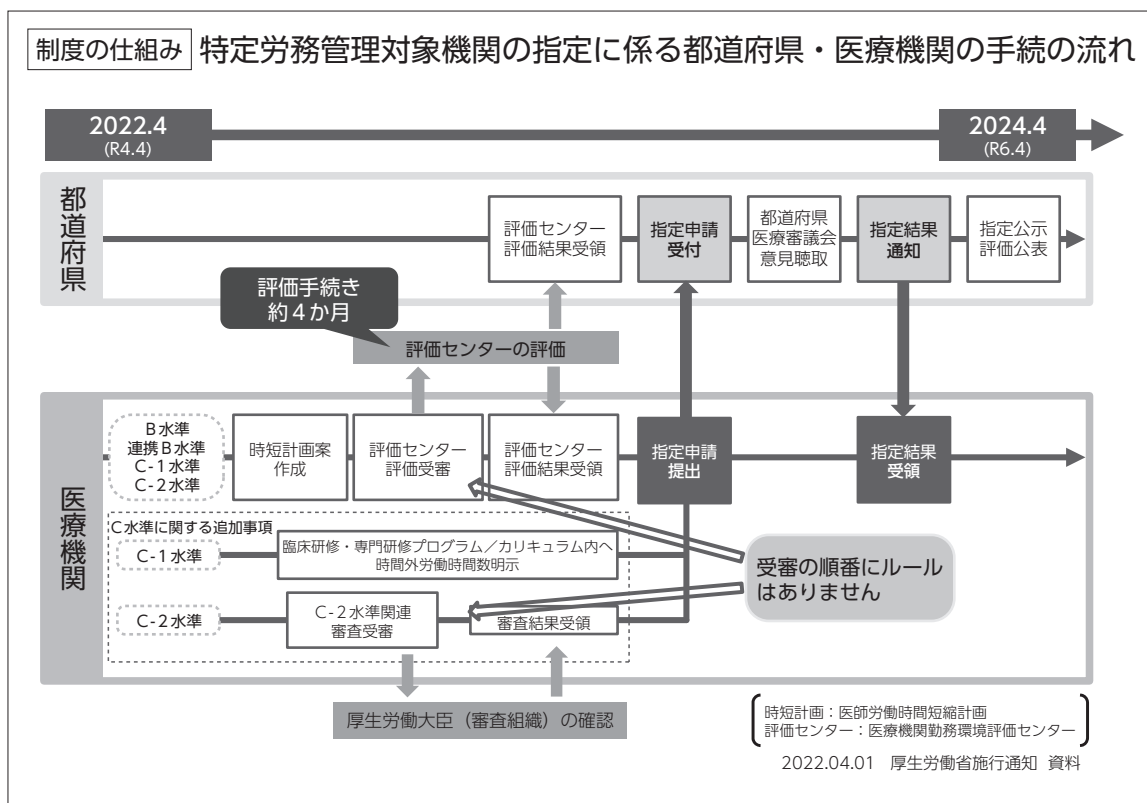 制度の仕組み 特定労務管理対象機関の指定に係る都道府県・医療機関の手続の流れ
2022.4
(R4.4)
2024.4
(R6.4)
都道府県
評価センター
評価結果受領
指定申請
受付
都道府県
医療審議会
意見聴取
指定結果
通知
指定公示
評価公表
評価手続き
約4か月
評価センターの評価
医療機関
B水準
連携B水準
C-1水準
C-2水準
時短計画案
作成
評価センター
評価受審
評価センター
評価結果受領
指定申請
提出
指定結果
受領
C水準に関する追加事項
C-1水準
臨床研修・専門研修プログラム／カリキュラム内へ
時間外労働時間数明示
受審の順番にルール
はありません
C-2水準
C-2水準関連
審査受審
審査結果受領
厚生労働大臣（審査組織）の確認
時短計画：医師労働時間短縮計画
評価センター：医療機関勤務環境評価センター
2022.04.01 厚生労働省施行通知 資料